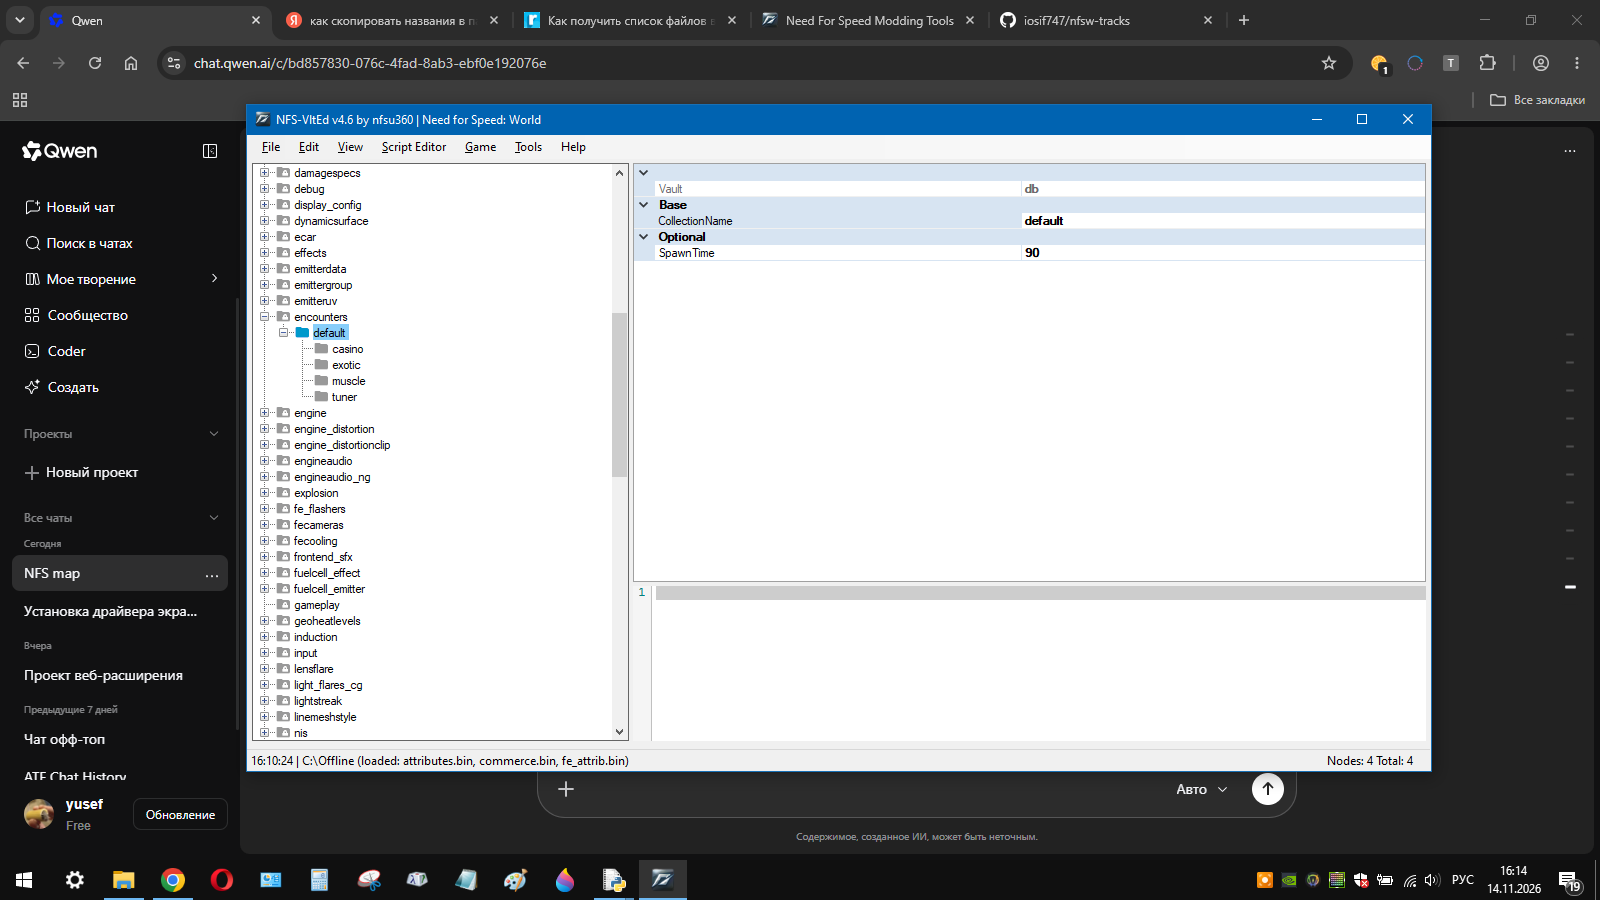 Qwen
как скопировать названия в п
Как получить список файлов в
Need For Speed Modding Tools
iosif747/nfsw-tracks
chat.qwen.ai/c/bd857830-076c-4fad-8ab3-ebf0e192076e
1
T
Все закладки
Qwen
Новый чат
Поиск в чатах
Мое творение
Сообщество
Coder
Создать
Проекты
Новый проект
Все чаты
Сегодня
NFS map
Установка драйвера экра...
Вчера
Проект веб-расширения
Предыдущие 7 дней
Чат офф-топ
ATF Chat History
yusef
Free
Обновление
NFS-VltEd v4.6 by nfsu360 | Need for Speed: World
File Edit View Script Editor Game Tools Help
damagespecs
debug
display_config
dynamicsurface
ecar
effects
emitterdata
emittergroup
emitteruv
encounters
default
casino
exotic
muscle
tuner
engine
engine_distortion
engine_distortionclip
engineaudio
engineaudio_ng
explosion
fe_flashers
fecameras
fecooling
frontend_sfx
fuelcell_effect
fuelcell_emitter
gameplay
geoheatlevels
induction
input
lensflare
light_flares_cg
lightstreak
linemeshstyle
nis
Vault db
Base
CollectionName default
Optional
SpawnTime 90
1
16:10:24 | C:\Offline (loaded: attributes.bin, commerce.bin, fe_attrib.bin)
Nodes: 4 Total: 4
Авто
Содержимое, созданное ИИ, может быть неточным.
РУС
16:14
14.11.2026
19